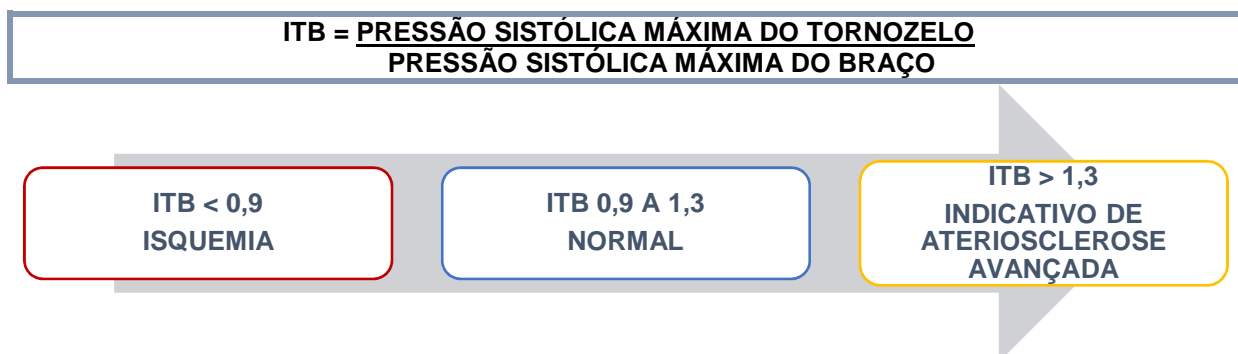 ITB = PRESSÃO SISTÓLICA MÁXIMA DO TORNOZELO
PRESSÃO SISTÓLICA MÁXIMA DO BRAÇO
ITB < 0,9
ISQUEMIA
ITB 0,9 A 1,3
NORMAL
ITB > 1,3
INDICATIVO DE
ATERIOSCLEROSE
AVANÇADA